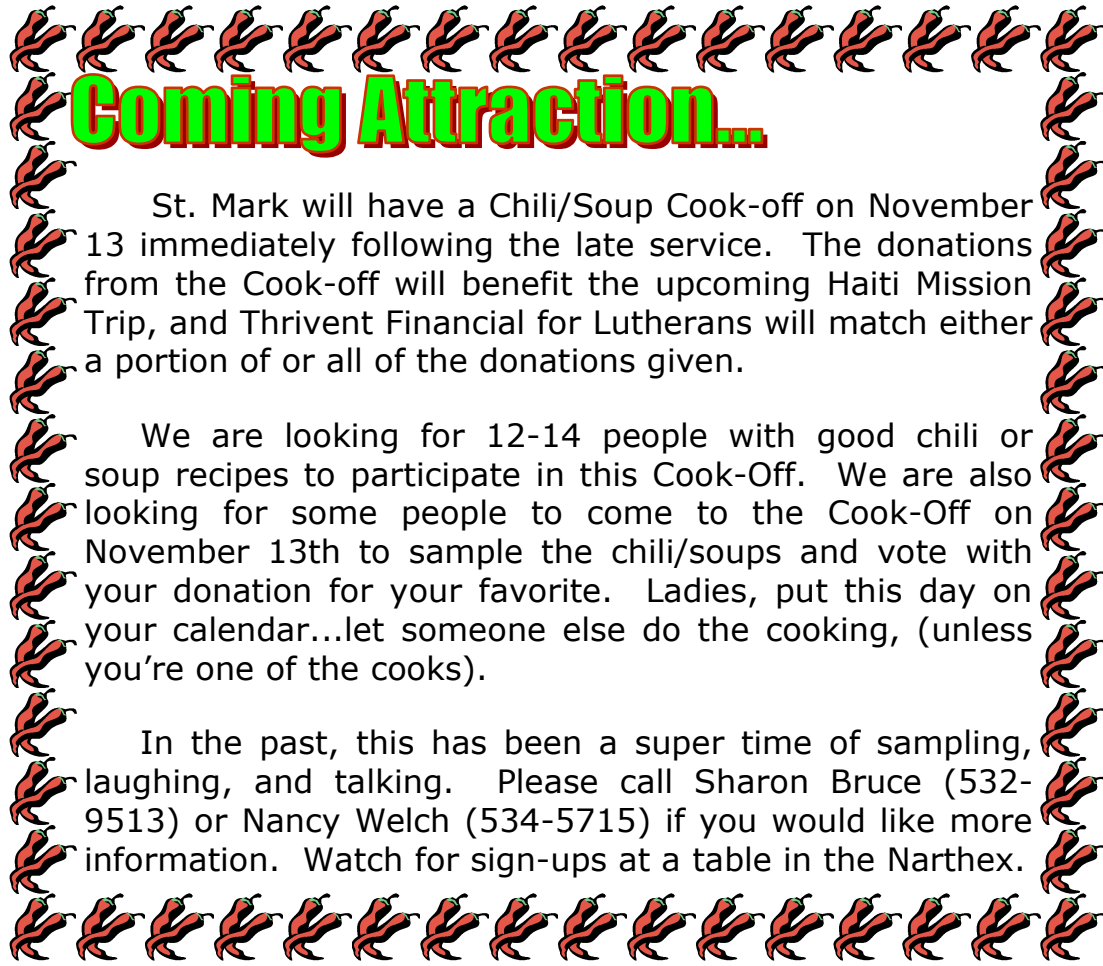 Coming Attraction...
St. Mark will have a Chili/Soup Cook-off on November
13 immediately following the late service. The donations
from the Cook-off will benefit the upcoming Haiti Mission
Trip, and Thrivent Financial for Lutherans will match either
a portion of or all of the donations given.
We are looking for 12-14 people with good chili or
soup recipes to participate in this Cook-Off. We are also
looking for some people to come to the Cook-Off on
November 13th to sample the chili/soups and vote with
your donation for your favorite. Ladies, put this day on
your calendar...let someone else do the cooking, (unless
you’re one of the cooks).
In the past, this has been a super time of sampling,
laughing, and talking. Please call Sharon Bruce (532-
9513) or Nancy Welch (534-5715) if you would like more
information. Watch for sign-ups at a table in the Narthex.